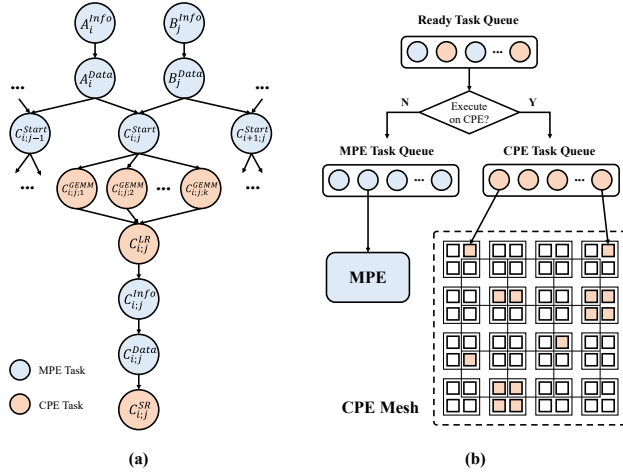 A_i^{Info}
B_j^{Info}
A_i^{Data}
B_j^{Data}
...
...
C_{i;j-1}^{Start}
C_{i;j}^{Start}
C_{i+1;j}^{Start}
...
C_{i;j;1}^{GEMM}
C_{i;j;2}^{GEMM}
...
C_{i;j;k}^{GEMM}
...
C_{i;j}^{LR}
C_{i;j}^{Info}
C_{i;j}^{Data}
C_{i;j}^{SR}
MPE Task
CPE Task
(a)
Ready Task Queue
...
N
Execute
on CPE?
Y
MPE Task Queue
CPE Task Queue
...
...
MPE
CPE Mesh
(b)